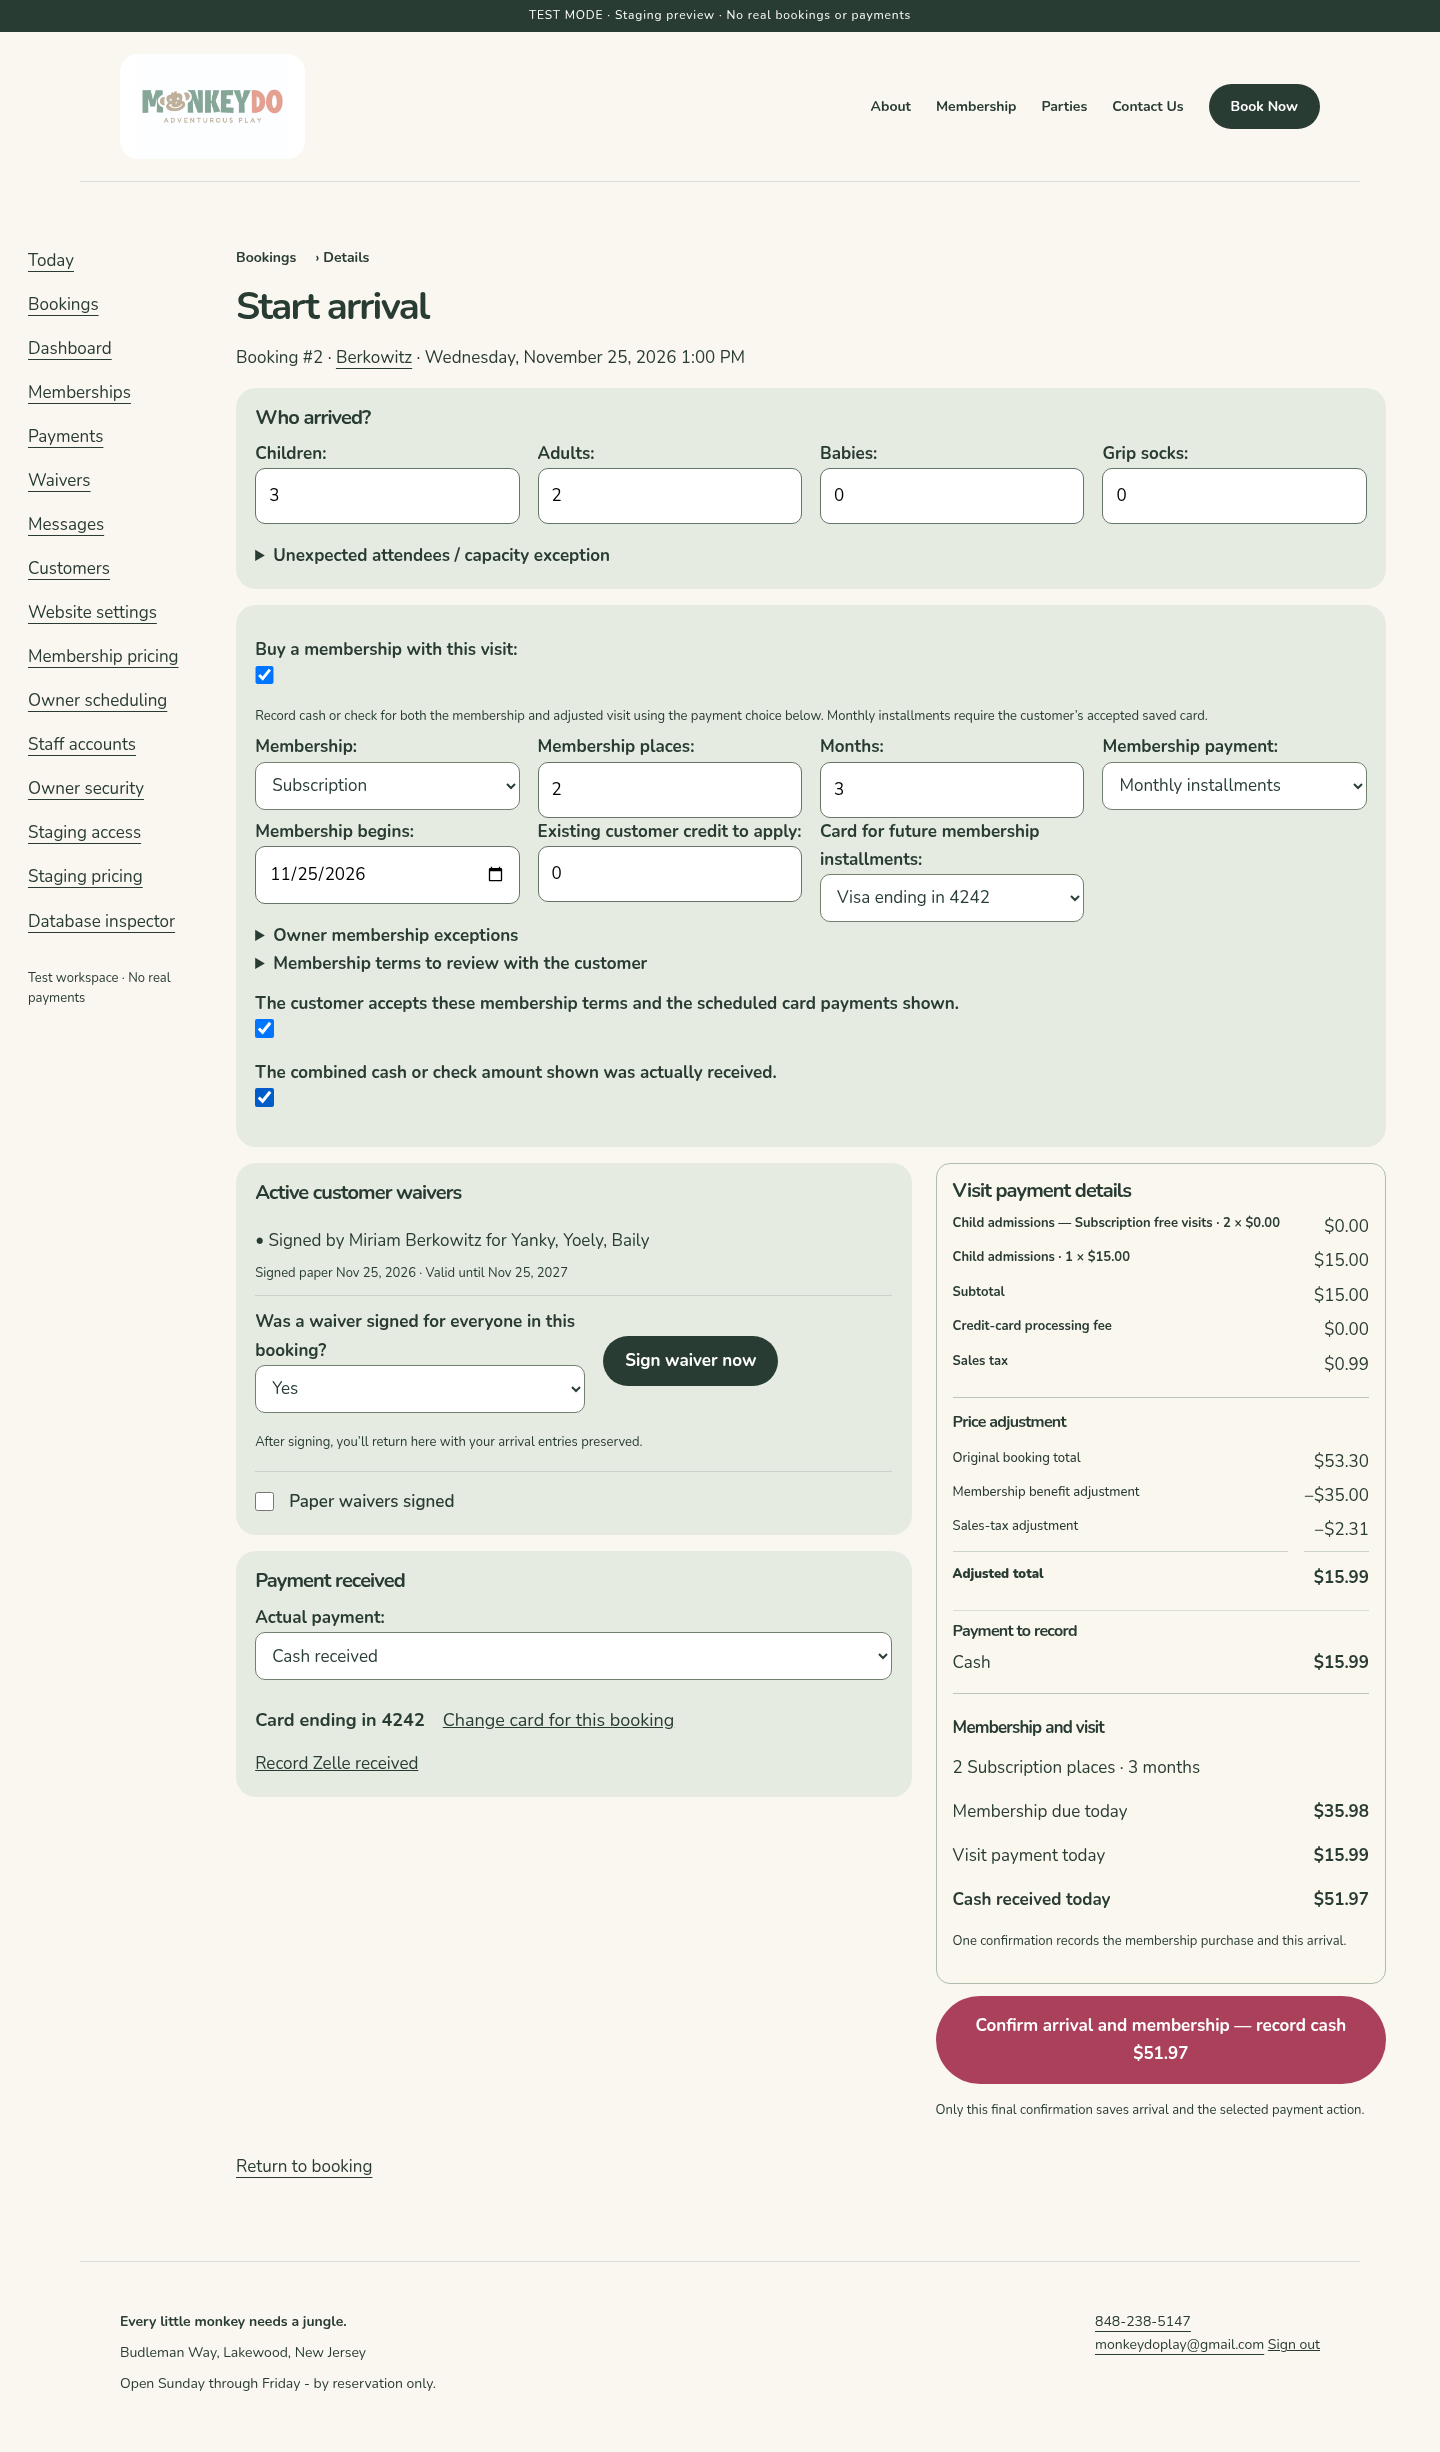 TEST MODE · Staging preview · No real bookings or payments
MONKEYDO
ADVENTUROUS PLAY
About Membership Parties Contact Us Book Now
Today
Bookings
Dashboard
Memberships
Payments
Waivers
Messages
Customers
Website settings
Membership pricing
Owner scheduling
Staff accounts
Owner security
Staging access
Staging pricing
Database inspector
Test workspace · No real
payments
Bookings › Details
Start arrival
Booking #2 · Berkowitz · Wednesday, November 25, 2026 1:00 PM
Who arrived?
Children: Adults: Babies: Grip socks:
3 2 0 0
Unexpected attendees / capacity exception
Buy a membership with this visit:
Record cash or check for both the membership and adjusted visit using the payment choice below. Monthly installments require the customer’s accepted saved card.
Membership: Membership places: Months: Membership payment:
Subscription 2 3 Monthly installments
Membership begins: Existing customer credit to apply: Card for future membership
installments:
11/25/2026 0 Visa ending in 4242
Owner membership exceptions
Membership terms to review with the customer
The customer accepts these membership terms and the scheduled card payments shown.
The combined cash or check amount shown was actually received.
Active customer waivers
• Signed by Miriam Berkowitz for Yanky, Yoely, Baily
Signed paper Nov 25, 2026 · Valid until Nov 25, 2027
Was a waiver signed for everyone in this
booking?
Yes
Sign waiver now
After signing, you’ll return here with your arrival entries preserved.
Paper waivers signed
Payment received
Actual payment:
Cash received
Card ending in 4242 Change card for this booking
Record Zelle received
Visit payment details
Child admissions — Subscription free visits · 2 × $0.00 $0.00
Child admissions · 1 × $15.00 $15.00
Subtotal $15.00
Credit-card processing fee $0.00
Sales tax $0.99
Price adjustment
Original booking total $53.30
Membership benefit adjustment –$35.00
Sales-tax adjustment –$2.31
Adjusted total $15.99
Payment to record
Cash $15.99
Membership and visit
2 Subscription places · 3 months
Membership due today $35.98
Visit payment today $15.99
Cash received today $51.97
One confirmation records the membership purchase and this arrival.
Confirm arrival and membership — record cash
$51.97
Only this final confirmation saves arrival and the selected payment action.
Return to booking
Every little monkey needs a jungle.
Budleman Way, Lakewood, New Jersey
Open Sunday through Friday - by reservation only.
848-238-5147
monkeydoplay@gmail.com Sign out